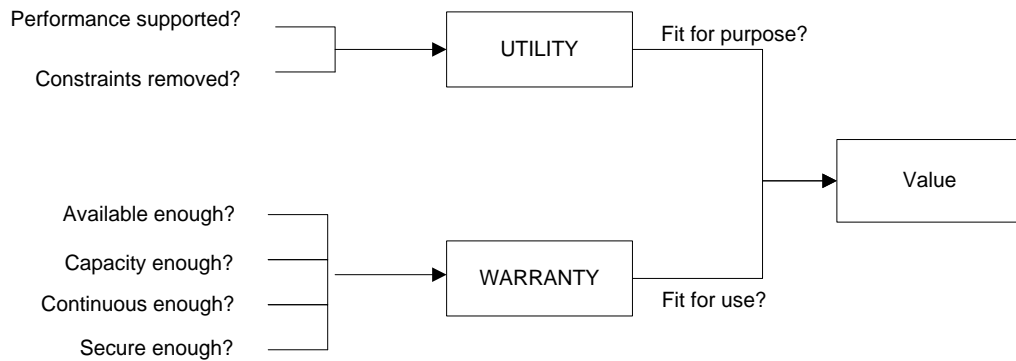 Performance supported?
Constraints removed?
UTILITY
Fit for purpose?
Value
Available enough?
Capacity enough?
Continuous enough?
Secure enough?
WARRANTY
Fit for use?